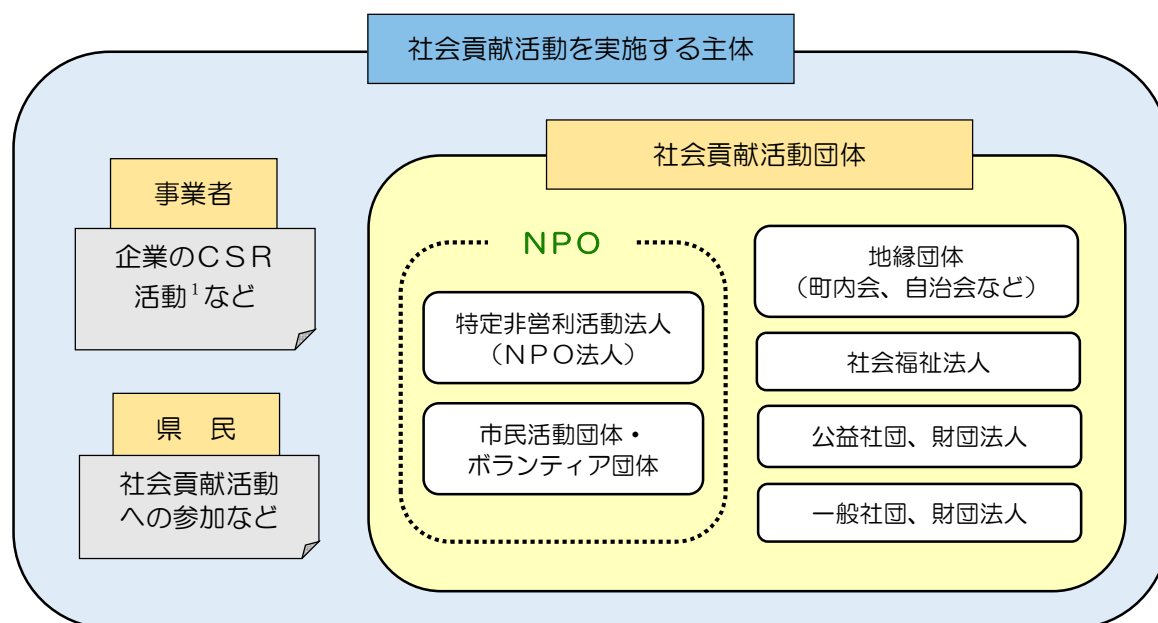 社会貢献活動を実施する主体
社会貢献活動団体
事業者
企業のCSR
活動¹など
県　民
社会貢献活動
への参加など
NPO
特定非営利活動法人
（NPO法人）
市民活動団体・
ボランティア団体
地縁団体
（町内会、自治会など）
社会福祉法人
公益社団、財団法人
一般社団、財団法人